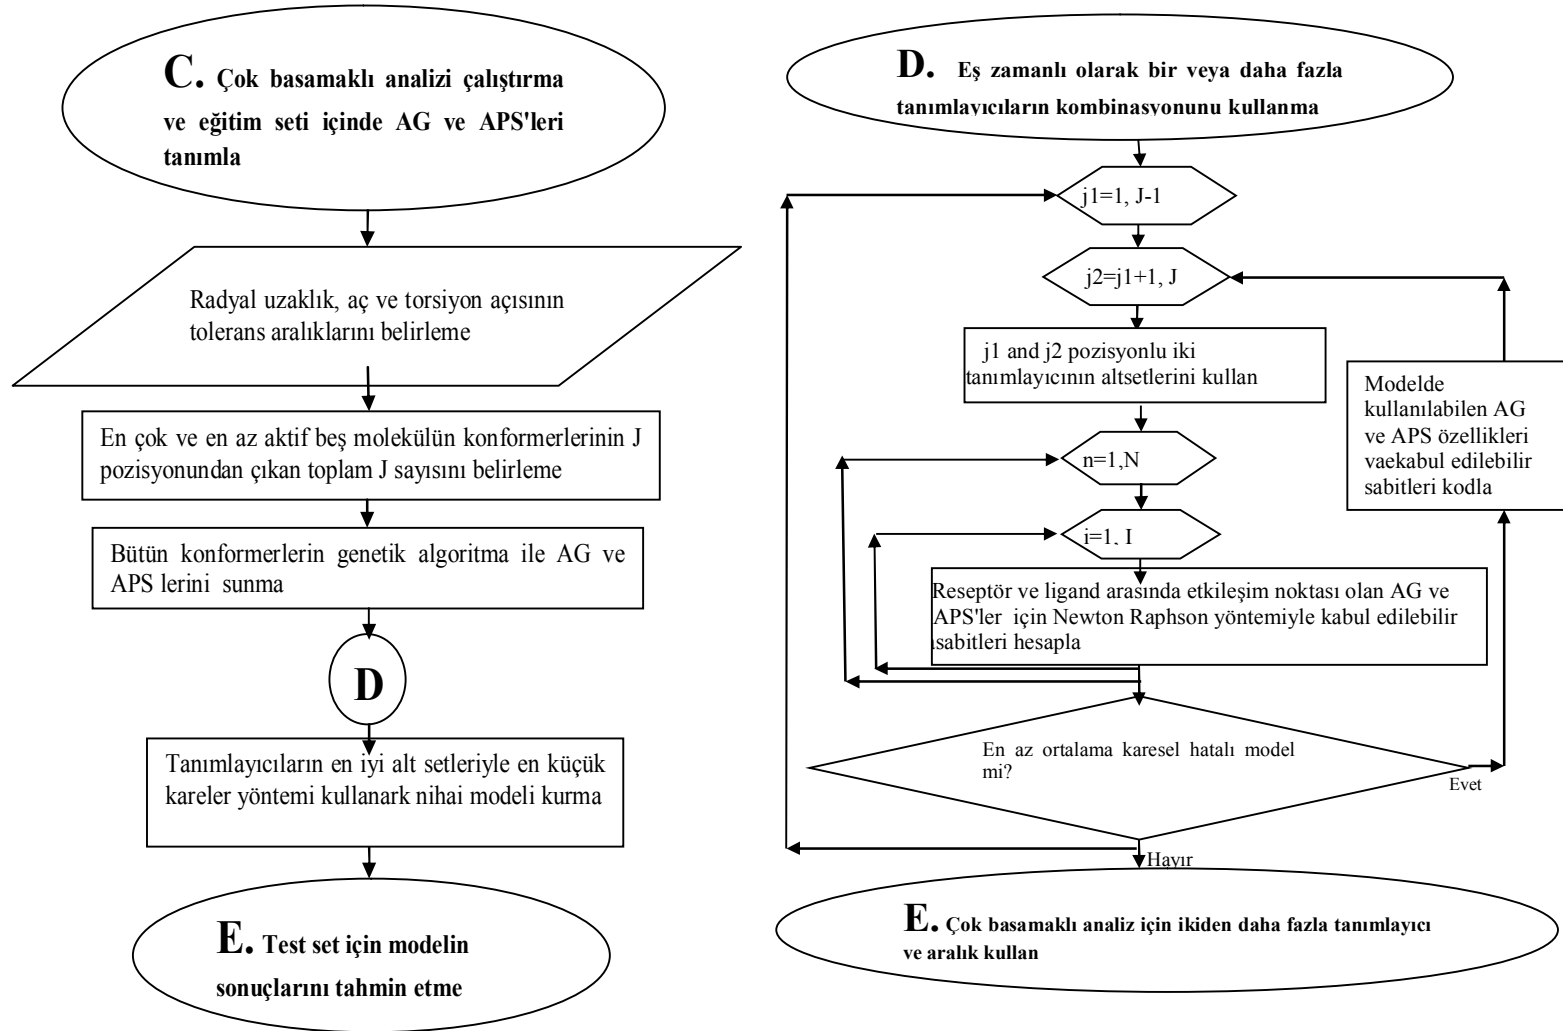 C. Çok basamaklı analizi çalıştırma
ve eğitim seti içinde AG ve APS'leri
tanımla
Radyal uzaklık, aç ve torsiyon açısının
tolerans aralıklarını belirleme
En çok ve en az aktif beş molekülün konformerlerinin J
pozisyonundan çıkan toplam J sayısını belirleme
Bütün konformerlerin genetik algoritma ile AG ve
APS lerini sunma
D
Tanımlayıcıların en iyi alt setleriyle en küçük
kareler yöntemi kullanark nihai modeli kurma
E. Test set için modelin
sonuçlarını tahmin etme
D. Eş zamanlı olarak bir veya daha fazla
tanımlayıcıların kombinasyonunu kullanma
j1=1, J-1
j2=j1+1, J
j1 and j2 pozisyonlu iki
tanımlayıcının altsetlerini kullan
n=1,N
i=1, I
Reseptör ve ligand arasında etkileşim noktası olan AG ve
APS'ler için Newton Raphson yöntemiyle kabul edilebilir
sabitleri hesapla
En az ortalama karesel hatalı model
mi?
Evet
Hayır
Modelde
kullanılabilen AG
ve APS özellikleri
vaekabul edilebilir
sabitleri kodla
E. Çok basamaklı analiz için ikiden daha fazla tanımlayıcı
ve aralık kullan